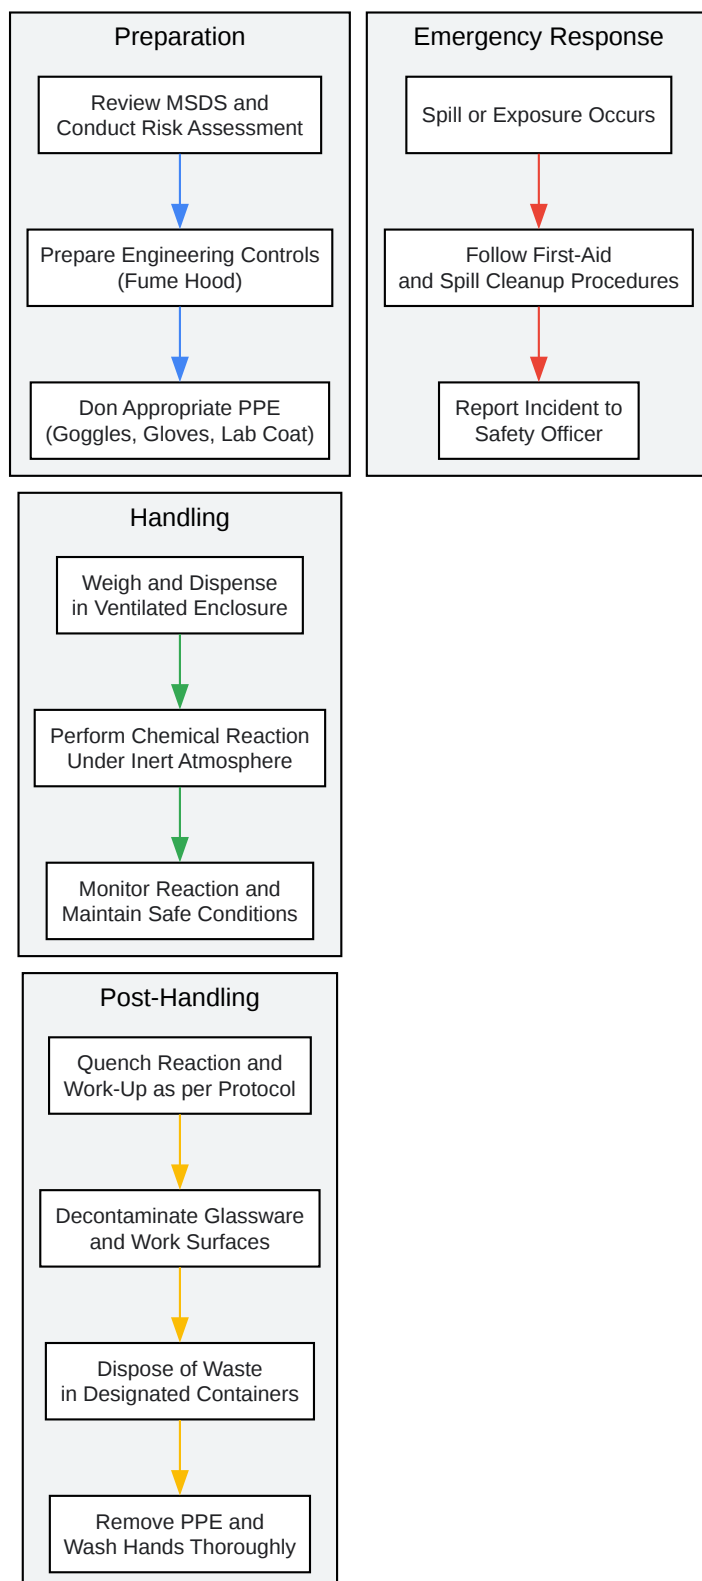 Preparation
Review MSDS and
Conduct Risk Assessment
Prepare Engineering Controls
(Fume Hood)
Don Appropriate PPE
(Goggles, Gloves, Lab Coat)
Emergency Response
Spill or Exposure Occurs
Follow First-Aid
and Spill Cleanup Procedures
Report Incident to
Safety Officer
Handling
Weigh and Dispense
in Ventilated Enclosure
Perform Chemical Reaction
Under Inert Atmosphere
Monitor Reaction and
Maintain Safe Conditions
Post-Handling
Quench Reaction and
Work-Up as per Protocol
Decontaminate Glassware
and Work Surfaces
Dispose of Waste
in Designated Containers
Remove PPE and
Wash Hands Thoroughly